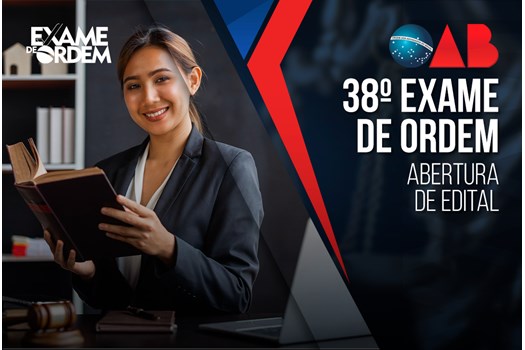 EXAME
DE ORDEM
OAB
38º EXAME
DE ORDEM
ABERTURA
DE EDITAL